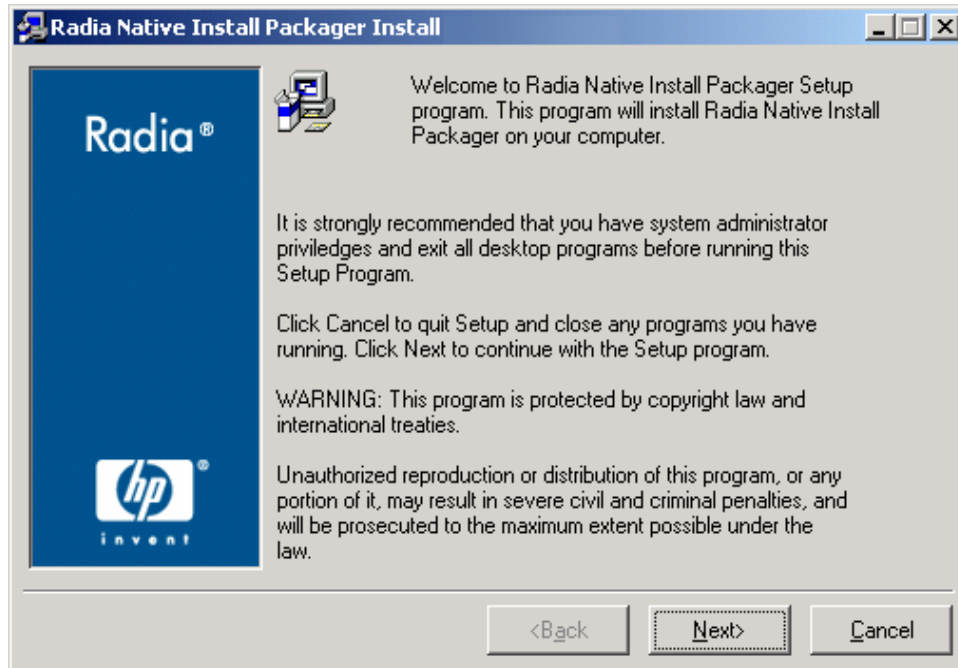 Radia Native Install Packager Install
Radia®
Welcome to Radia Native Install Packager Setup
program. This program will install Radia Native Install
Packager on your computer.
It is strongly recommended that you have system administrator
priviledges and exit all desktop programs before running this
Setup Program.
Click Cancel to quit Setup and close any programs you have
running. Click Next to continue with the Setup program.
WARNING: This program is protected by copyright law and
international treaties.
Unauthorized reproduction or distribution of this program, or any
portion of it, may result in severe civil and criminal penalties, and
will be prosecuted to the maximum extent possible under the
law.
hp®
invent
<Back
Next>
Cancel